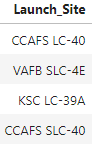 Launch_Site
CCAFS LC-40
VAFB SLC-4E
KSC LC-39A
CCAFS SLC-40